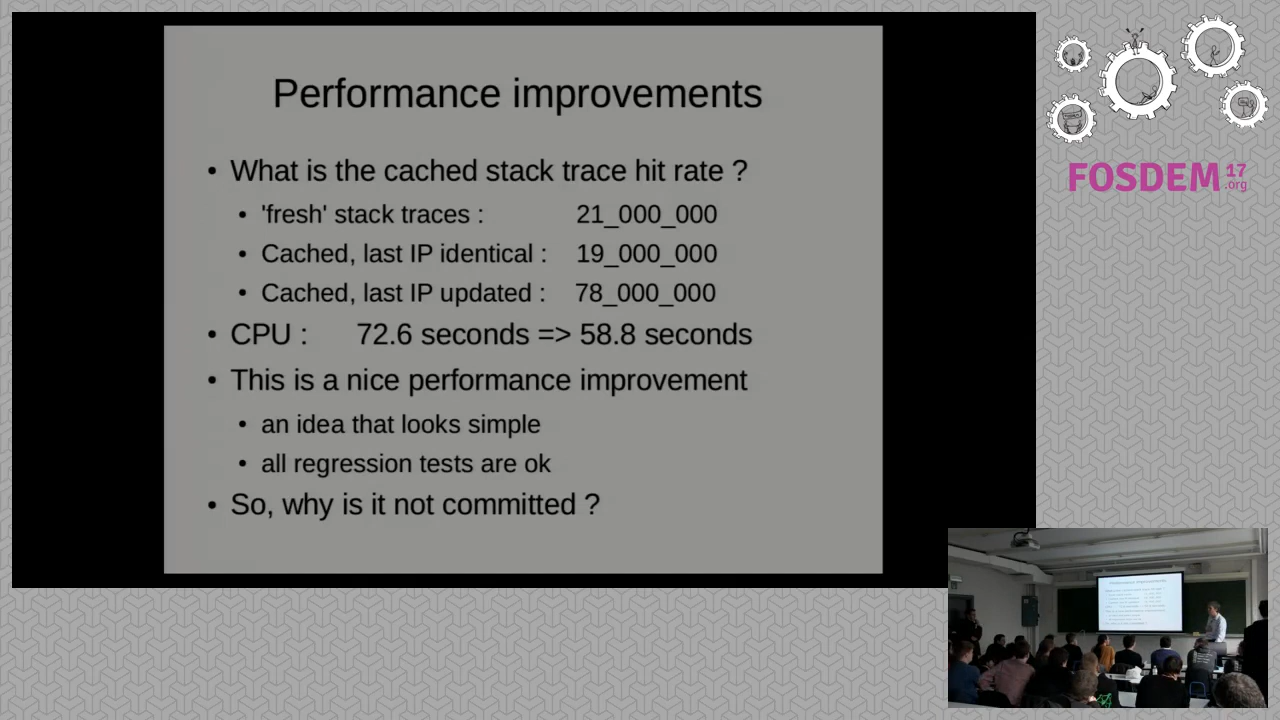 Performance improvements
• What is the cached stack trace hit rate ?
• 'fresh' stack traces : 21_000_000
• Cached, last IP identical : 19_000_000
• Cached, last IP updated : 78_000_000
• CPU : 72.6 seconds => 58.8 seconds
• This is a nice performance improvement
• an idea that looks simple
• all regression tests are ok
• So, why is it not committed ?
FOSDEM 17
.org